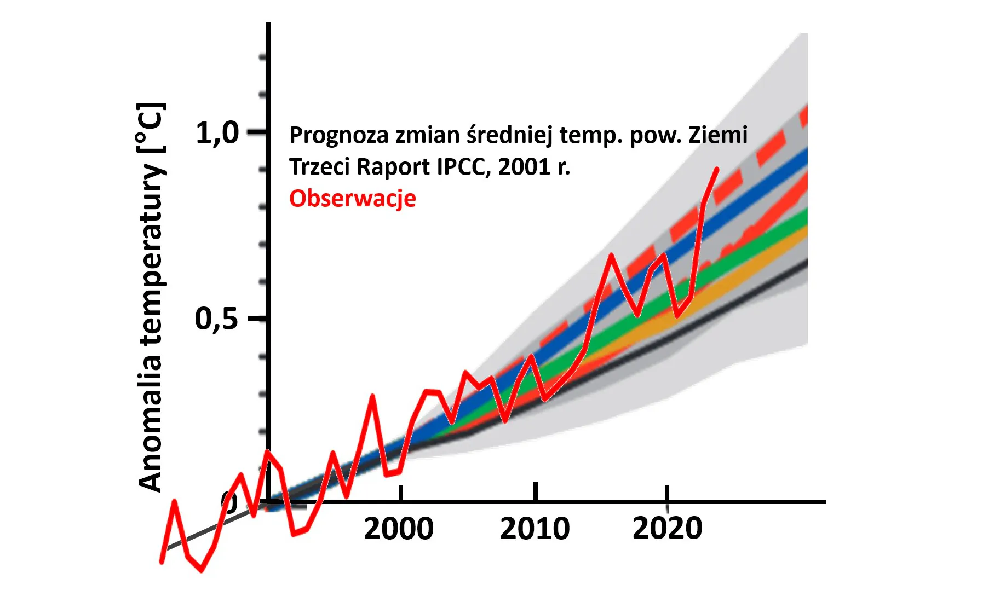 Anomalia temperatury [°C]
1,0
0,5
0
Prognoza zmian średniej temp. pow. Ziemi
Trzeci Raport IPCC, 2001 r.
Obserwacje
2000
2010
2020